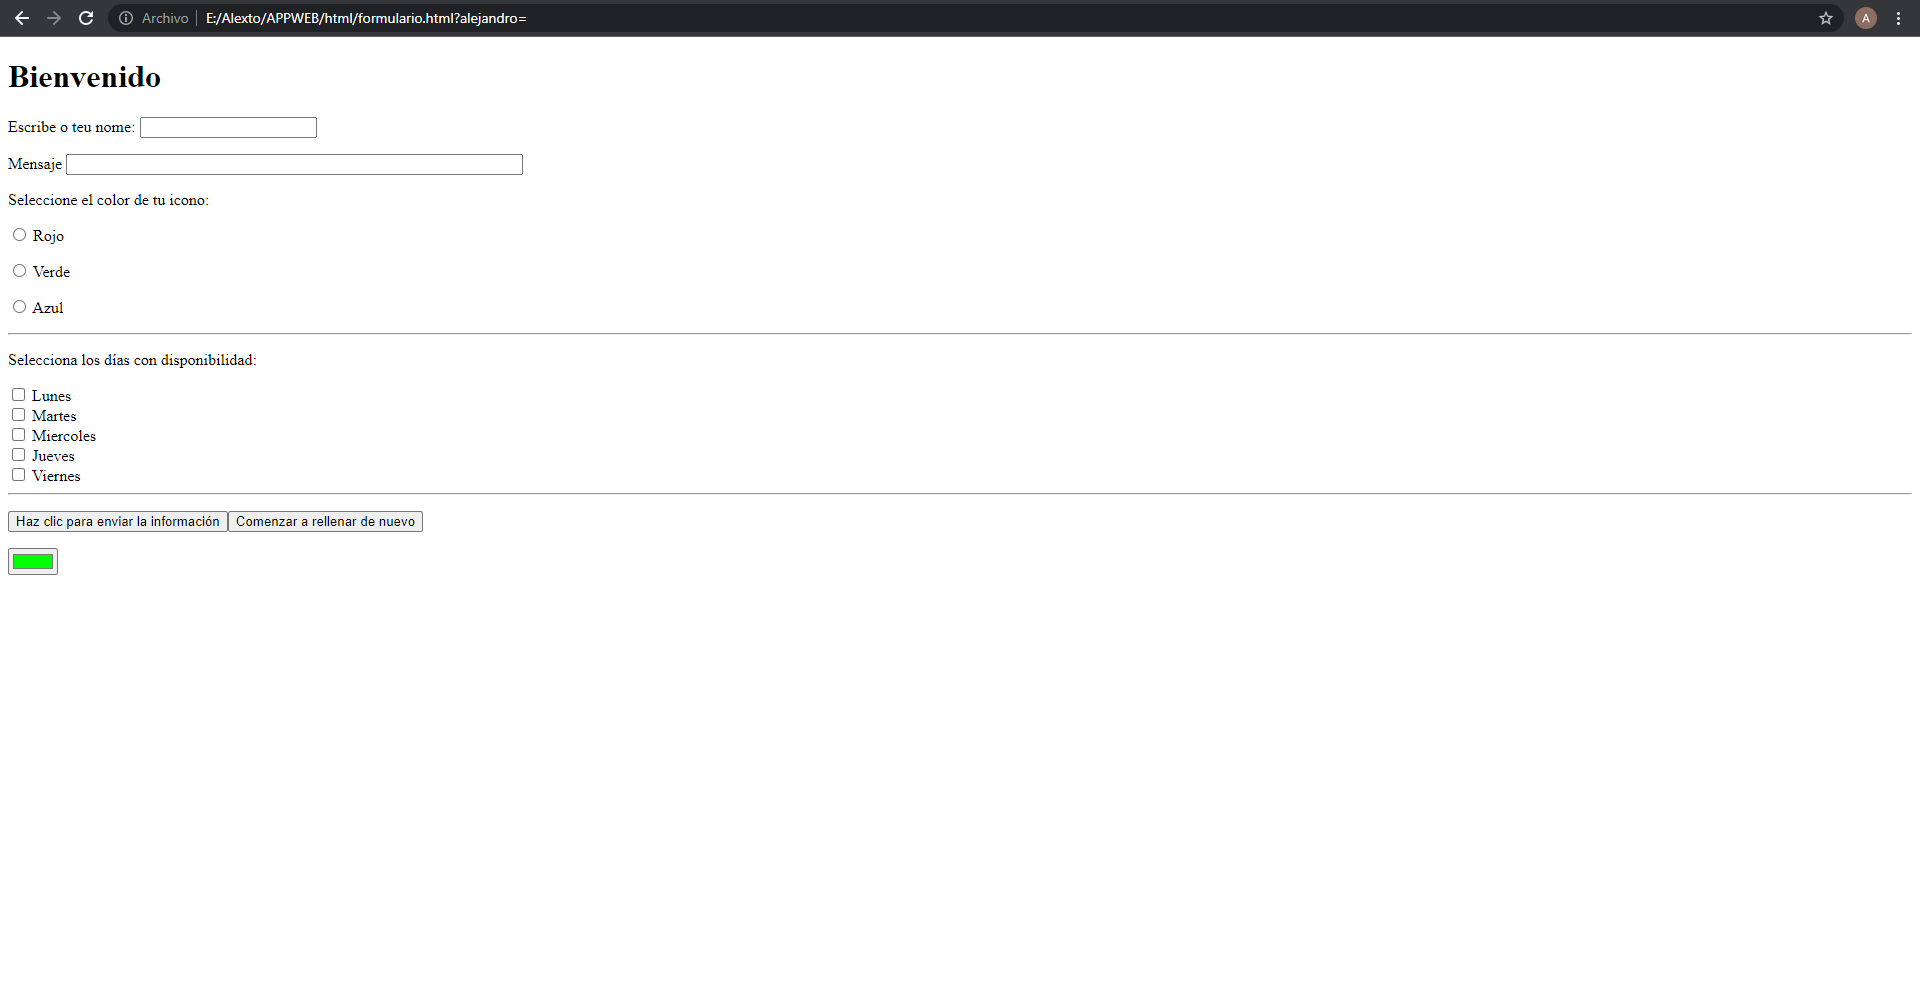 Archivo | E:/Alexto/APPWEB/html/formulario.html?alejandro=
A
Bienvenido
Escribe o teu nome:
Mensaje
Seleccione el color de tu icono:
Rojo
Verde
Azul
Selecciona los días con disponibilidad:
Lunes
Martes
Miercoles
Jueves
Viernes
Haz clic para enviar la información Comenzar a rellenar de nuevo